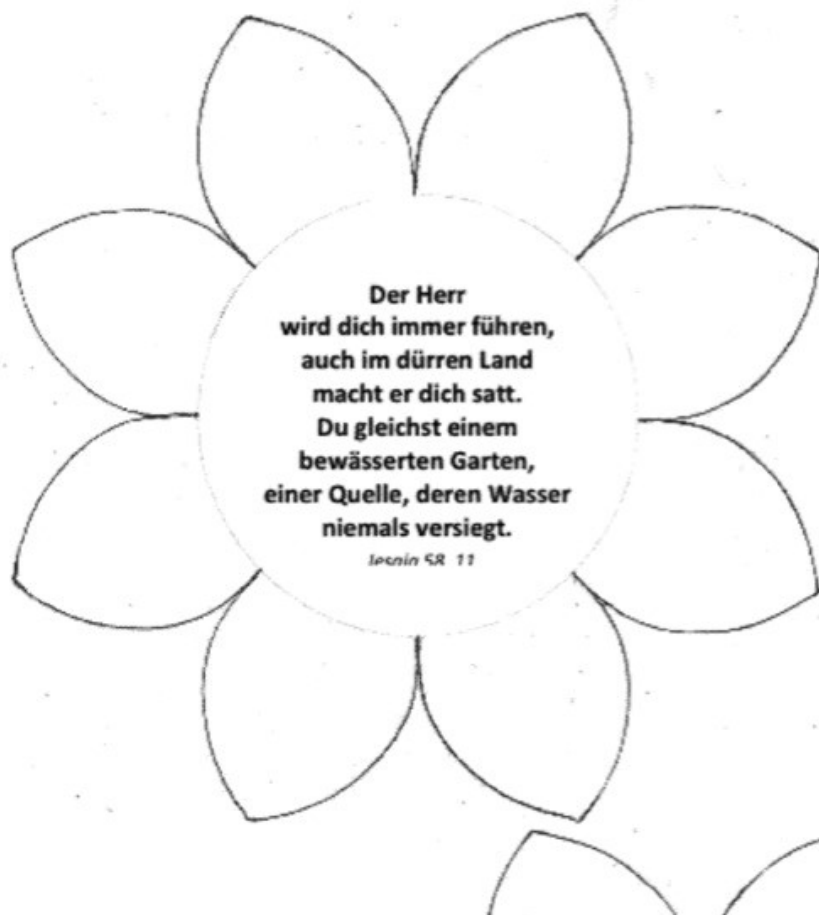 Der Herr
wird dich immer führen,
auch im dürren Land
macht er dich satt.
Du gleichst einem
bewässerten Garten,
einer Quelle, deren Wasser
niemals versiegt.
Jesaja 58, 11